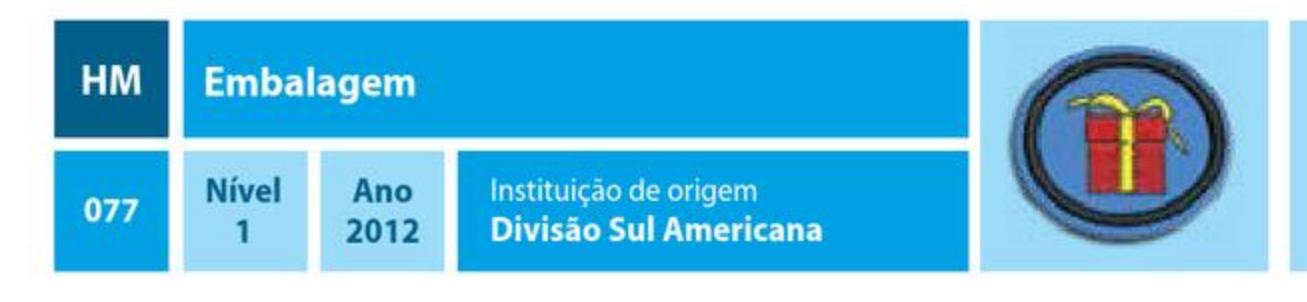 HM
Embalagem
077
Nível
1
Ano
2012
Instituição de origem
Divisão Sul Americana